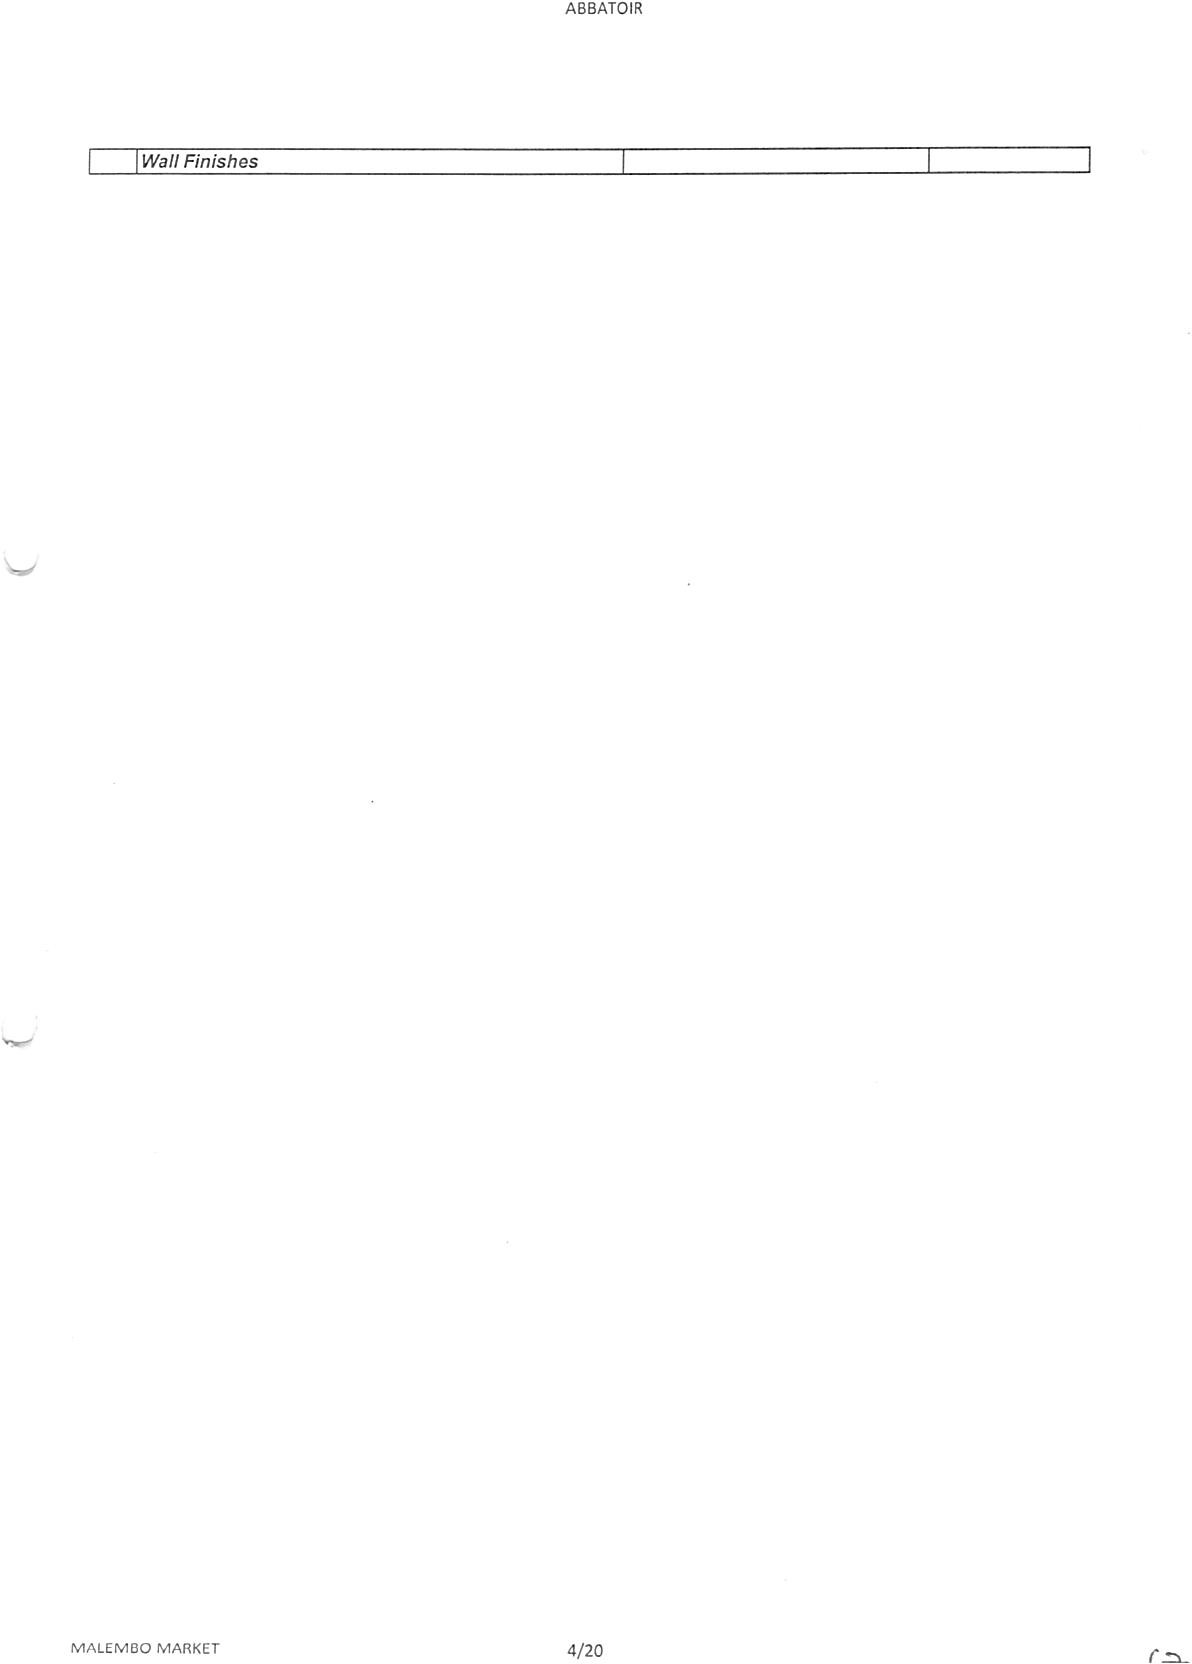 ABBATOIR
Wall Finishes
MALEMBO MARKET
4/20